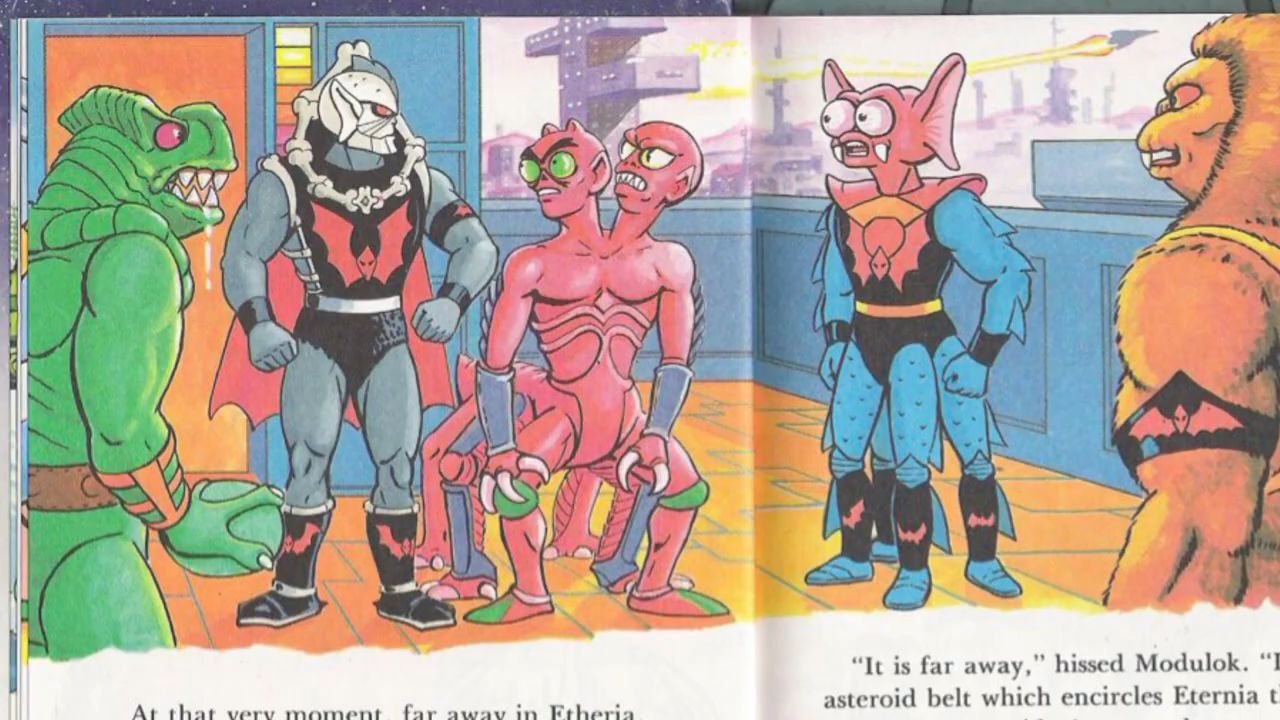 At that very moment, far away in Etheria,
“It is far away,” hissed Modulok.
asteroid belt which encircles Eternia